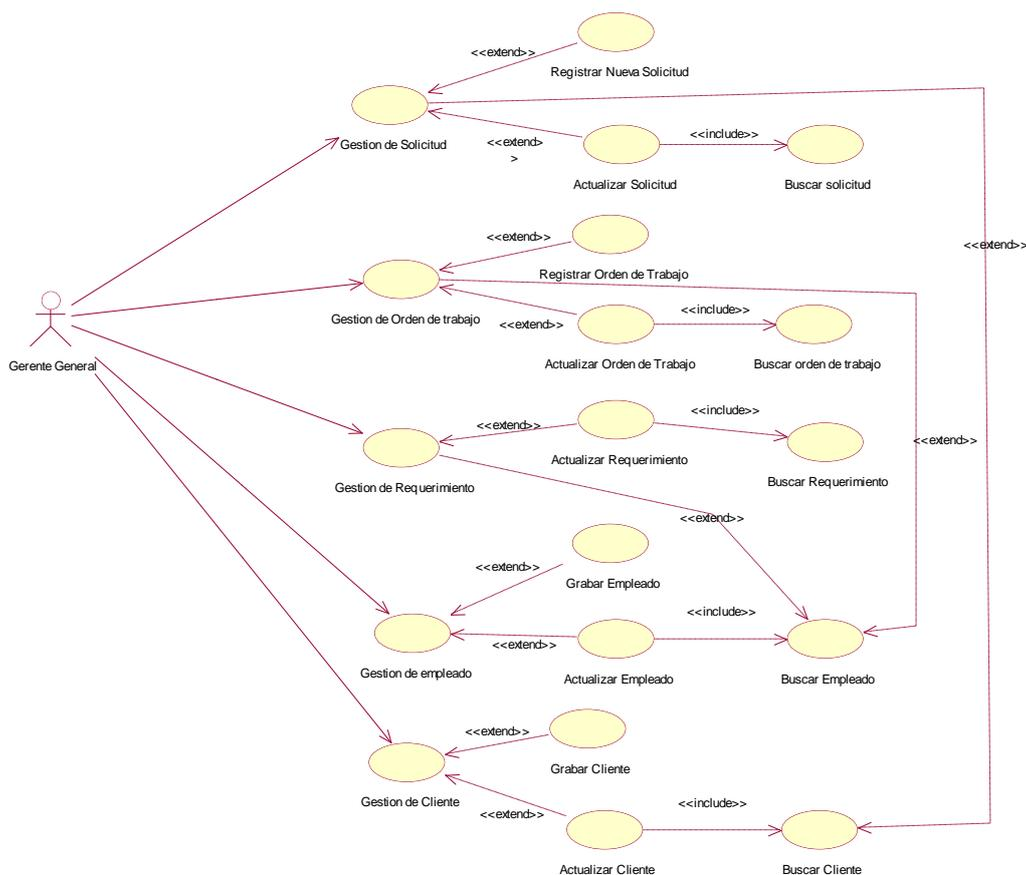 <<extend>>
Registrar Nueva Solicitud
Gestion de Solicitud
<<extend>
>
<<include>>
Actualizar Solicitud
Buscar solicitud
<<extend>>
<<extend>>
Registrar Orden de Trabajo
Gestion de Orden de trabajo
<<extend>>
<<include>>
Actualizar Orden de Trabajo
Buscar orden de trabajo
Gerente General
<<extend>>
<<include>>
<<extend>>
Actualizar Requerimiento
Buscar Requerimiento
Gestion de Requerimiento
<<extend>>
<<extend>>
Grabar Empleado
<<include>>
<<extend>>
Gestion de empleado
Actualizar Empleado
Buscar Empleado
<<extend>>
Grabar Cliente
Gestion de Cliente
<<extend>>
<<include>>
Actualizar Cliente
Buscar Cliente